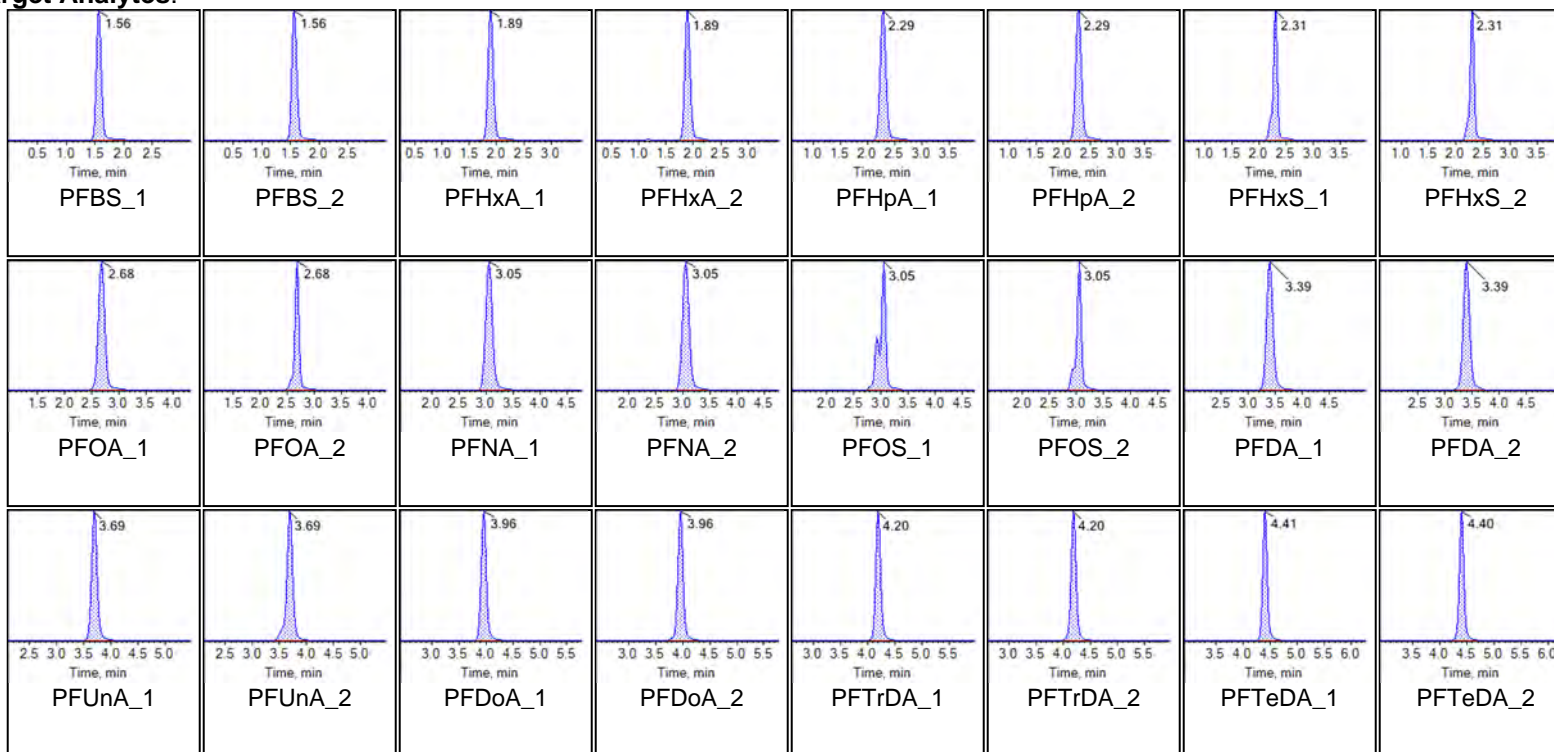 rget Analytes:
1.56 1.56 1.89 1.89 2.29 2.29 2.31 2.31
0.5 1.0 1.5 2.0 2.5 0.5 1.0 1.5 2.0 2.5 0.5 1.0 1.5 2.0 2.5 3.0 0.5 1.0 1.5 2.0 2.5 3.0 1.0 1.5 2.0 2.5 3.0 3.5 1.0 1.5 2.0 2.5 3.0 3.5 1.0 1.5 2.0 2.5 3.0 3.5 1.0 1.5 2.0 2.5 3.0 3.5
Time, min Time, min Time, min Time, min Time, min Time, min Time, min Time, min
PFBS_1 PFBS_2 PFHxA_1 PFHxA_2 PFHpA_1 PFHpA_2 PFHxS_1 PFHxS_2
2.68 2.68 3.05 3.05 3.05 3.05 3.39 3.39
1.5 2.0 2.5 3.0 3.5 4.0 1.5 2.0 2.5 3.0 3.5 4.0 2.0 2.5 3.0 3.5 4.0 4.5 2.0 2.5 3.0 3.5 4.0 4.5 2.0 2.5 3.0 3.5 4.0 4.5 2.0 2.5 3.0 3.5 4.0 4.5 2.5 3.0 3.5 4.0 4.5 2.5 3.0 3.5 4.0 4.5
Time, min Time, min Time, min Time, min Time, min Time, min Time, min Time, min
PFOA_1 PFOA_2 PFNA_1 PFNA_2 PFOS_1 PFOS_2 PFDA_1 PFDA_2
3.69 3.69 3.96 3.96 4.20 4.20 4.41 4.40
2.5 3.0 3.5 4.0 4.5 5.0 2.5 3.0 3.5 4.0 4.5 5.0 3.0 3.5 4.0 4.5 5.0 5.5 3.0 3.5 4.0 4.5 5.0 5.5 3.0 3.5 4.0 4.5 5.0 5.5 3.0 3.5 4.0 4.5 5.0 5.5 3.5 4.0 4.5 5.0 5.5 6.0 3.5 4.0 4.5 5.0 5.5 6.0
Time, min Time, min Time, min Time, min Time, min Time, min Time, min Time, min
PFUnA_1 PFUnA_2 PFDoA_1 PFDoA_2 PFTrDA_1 PFTrDA_2 PFTeDA_1 PFTeDA_2